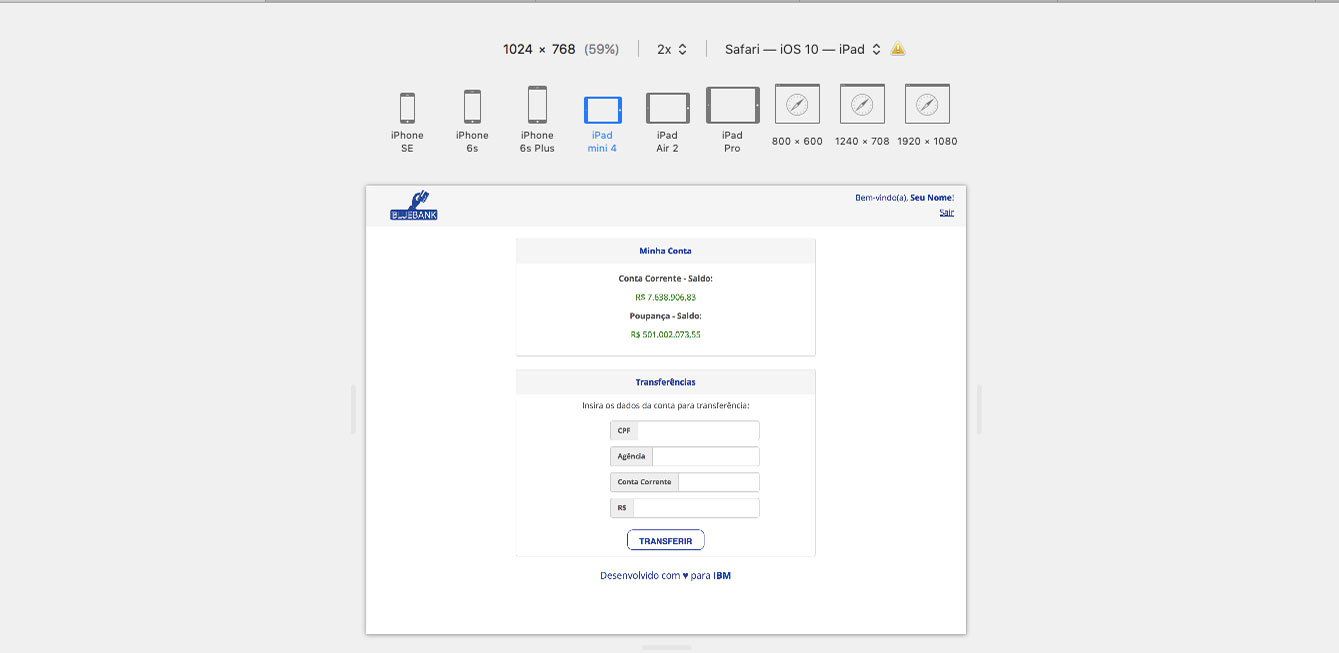 1024 × 768 (59%) 2x Safari — iOS 10 — iPad
iPhone SE
iPhone 6s
iPhone 6s Plus
iPad mini 4
iPad Air 2
iPad Pro
800 × 600
1240 × 708
1920 × 1080
BLUEBANK
Bem-vindo(a), Seu Nome!
Sair
Minha Conta
Conta Corrente - Saldo:
R$ 7.638.906,83
Poupança - Saldo:
R$ 501.002.073,55
Transferências
Insira os dados da conta para transferência:
CPF
Agência
Conta Corrente
R$
TRANSFERIR
Desenvolvido com ♥ para IBM